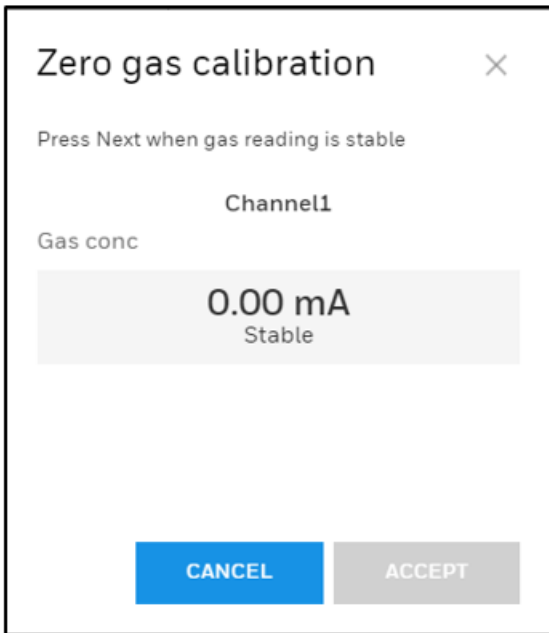 Zero gas calibration
Press Next when gas reading is stable
Channel1
Gas conc
0.00 mA
Stable
CANCEL
ACCEPT